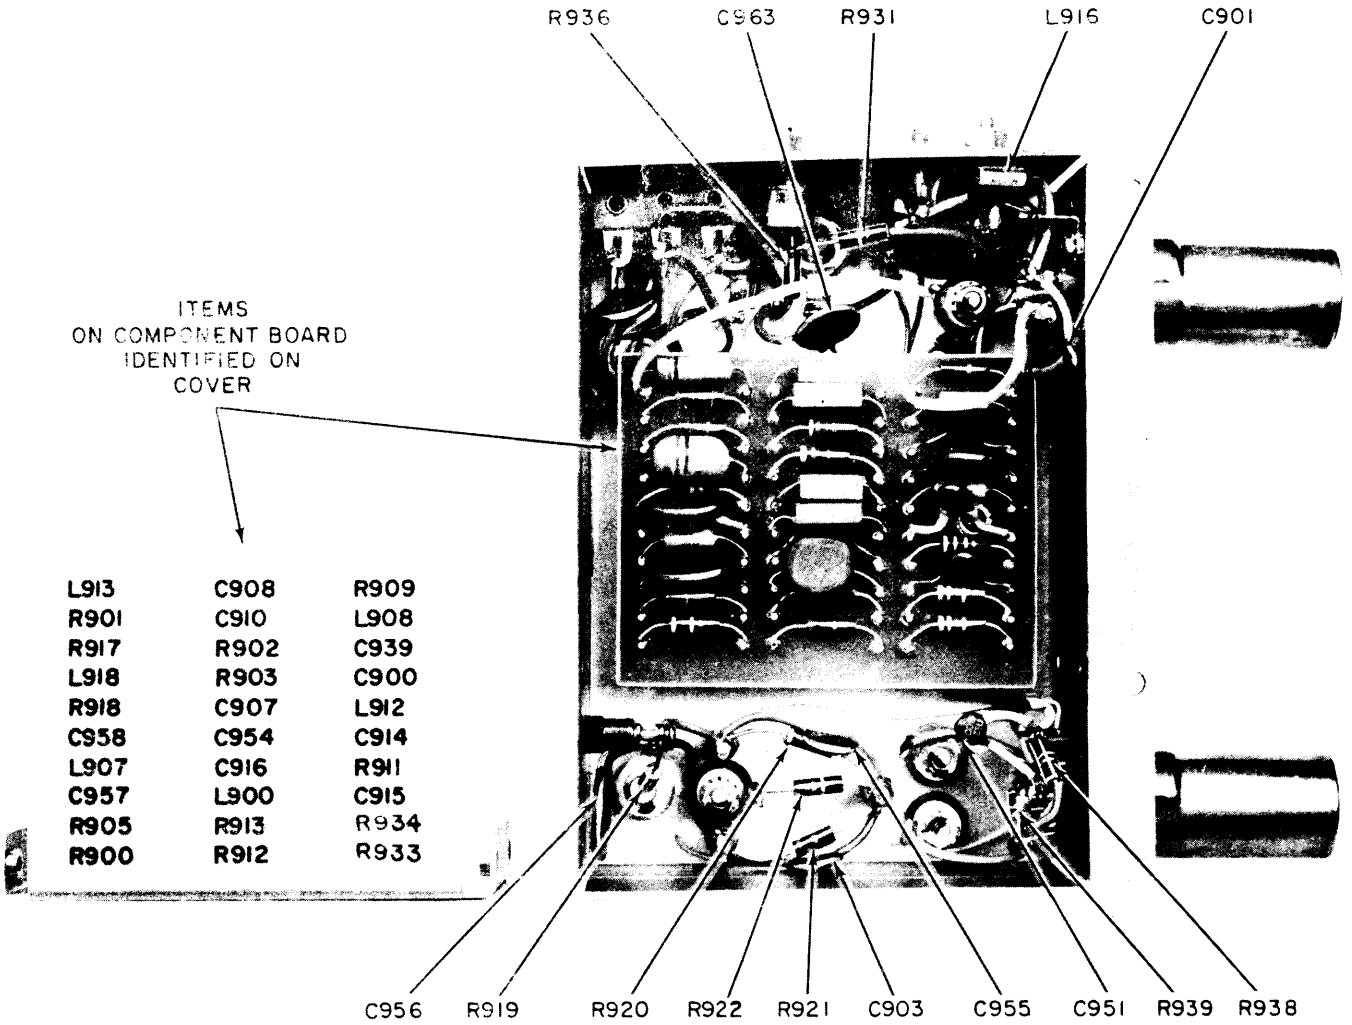 R936 C963 R931 L916 C901
ITEMS
ON COMPONENT BOARD
IDENTIFIED ON
COVER
L913 C908 R909
R901 C910 L908
R917 R902 C939
L918 R903 C900
R918 C907 L912
C958 C954 C914
L907 C916 R911
C957 L900 C915
R905 R913 R934
R900 R912 R933
C956 R919 R920 R922 R921 C903 C955 C951 R939 R938